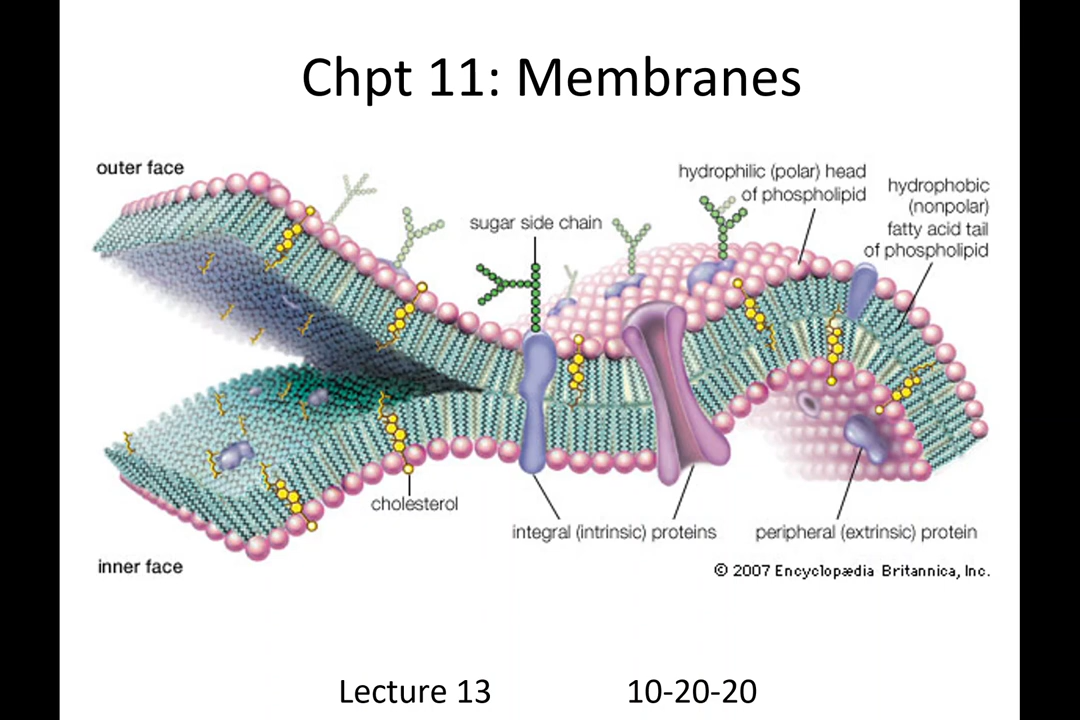 Chpt 11: Membranes
outer face
hydrophilic (polar) head
of phospholipid
hydrophobic
(nonpolar)
fatty acid tail
of phospholipid
sugar side chain
cholesterol
integral (intrinsic) proteins
peripheral (extrinsic) protein
inner face
© 2007 Encyclopædia Britannica, Inc.
Lecture 13
10-20-20